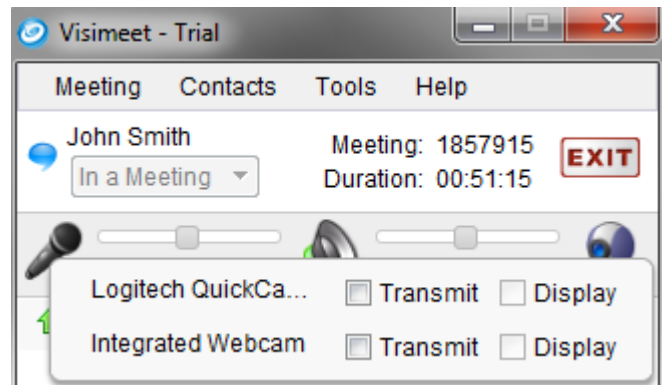 Visimeet - Trial
Meeting Contacts Tools Help
John Smith
In a Meeting
Meeting: 1857915
Duration: 00:51:15
EXIT
Logitech QuickCa... Transmit Display
Integrated Webcam Transmit Display